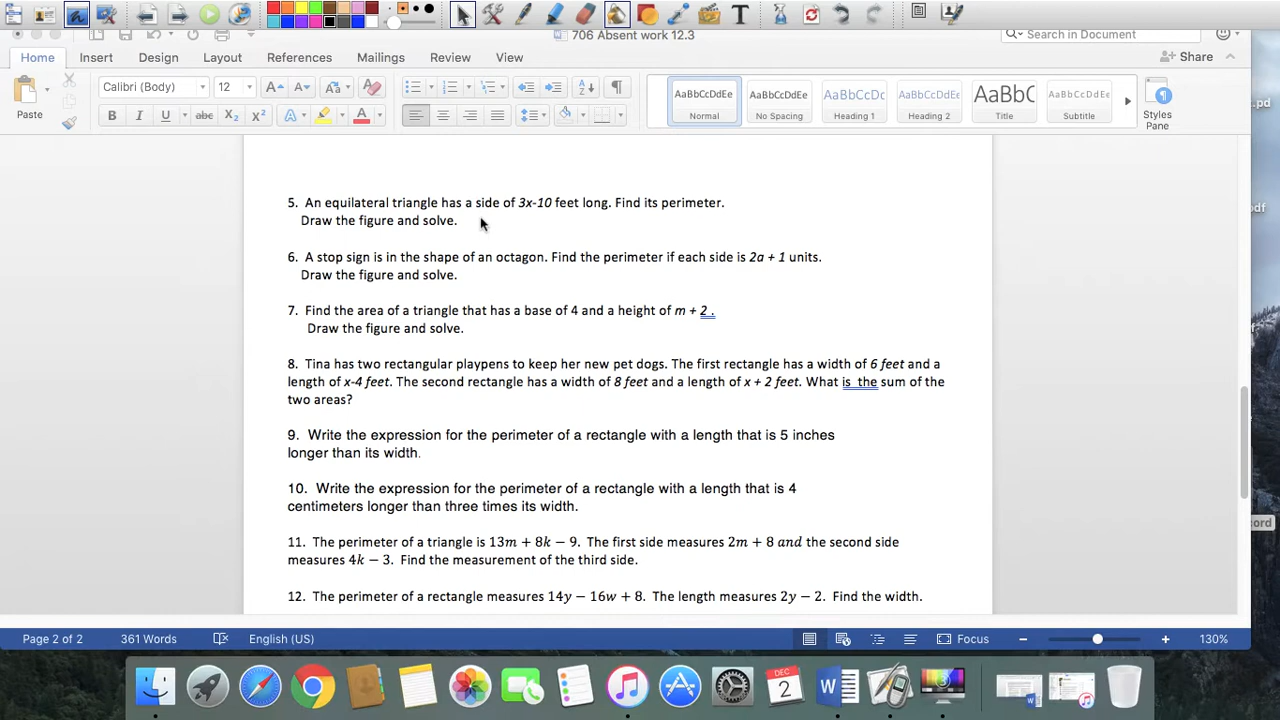 706 Absent work 12.3
Search in Document
Home Insert Design Layout References Mailings Review View
Share
Paste
Calibri (Body) 12
AaBbCcDdEe AaBbCcDdEe AaBbCcDc AaBbCcDdEe AaBbC AaBbCcDdEe
Normal No Spacing Heading 1 Heading 2 Title Subtitle
Styles Pane
5. An equilateral triangle has a side of 3x-10 feet long. Find its perimeter.
Draw the figure and solve.
6. A stop sign is in the shape of an octagon. Find the perimeter if each side is 2a + 1 units.
Draw the figure and solve.
7. Find the area of a triangle that has a base of 4 and a height of m + 2 .
Draw the figure and solve.
8. Tina has two rectangular playpens to keep her new pet dogs. The first rectangle has a width of 6 feet and a
length of x-4 feet. The second rectangle has a width of 8 feet and a length of x + 2 feet. What is the sum of the
two areas?
9. Write the expression for the perimeter of a rectangle with a length that is 5 inches
longer than its width.
10. Write the expression for the perimeter of a rectangle with a length that is 4
centimeters longer than three times its width.
11. The perimeter of a triangle is 13m + 8k − 9. The first side measures 2m + 8 and the second side
measures 4k − 3. Find the measurement of the third side.
12. The perimeter of a rectangle measures 14y − 16w + 8. The length measures 2y − 2. Find the width.
Page 2 of 2 361 Words English (US) Focus 130%
DEC
2